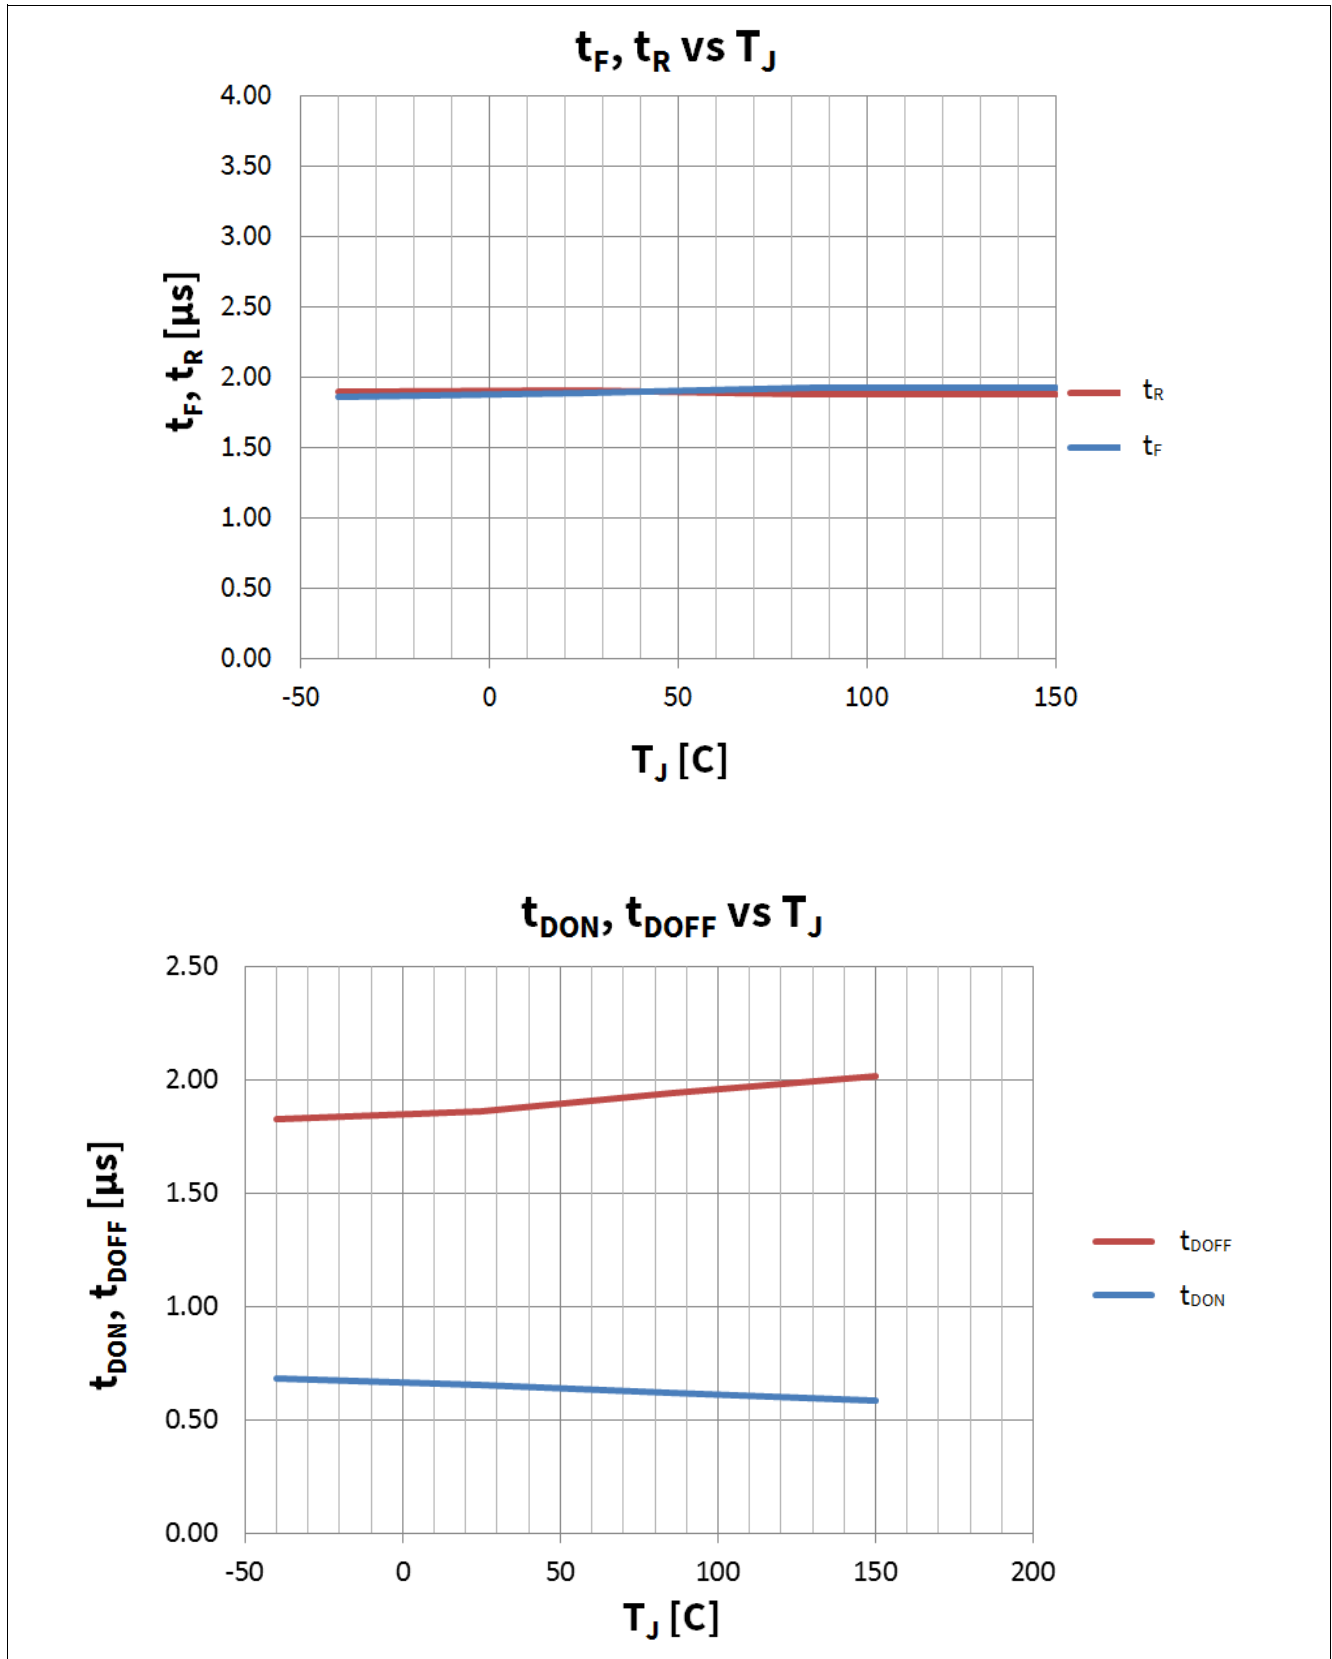 tF, tR vs TJ
4.00
3.50
3.00
2.50
2.00
1.50
1.00
0.50
0.00
tF, tR [µs]
-50 0 50 100 150
TJ [C]
tR
tF
tDON, tDOFF vs TJ
2.50
2.00
1.50
1.00
0.50
0.00
tDON, tDOFF [µs]
-50 0 50 100 150 200
TJ [C]
tDOFF
tDON